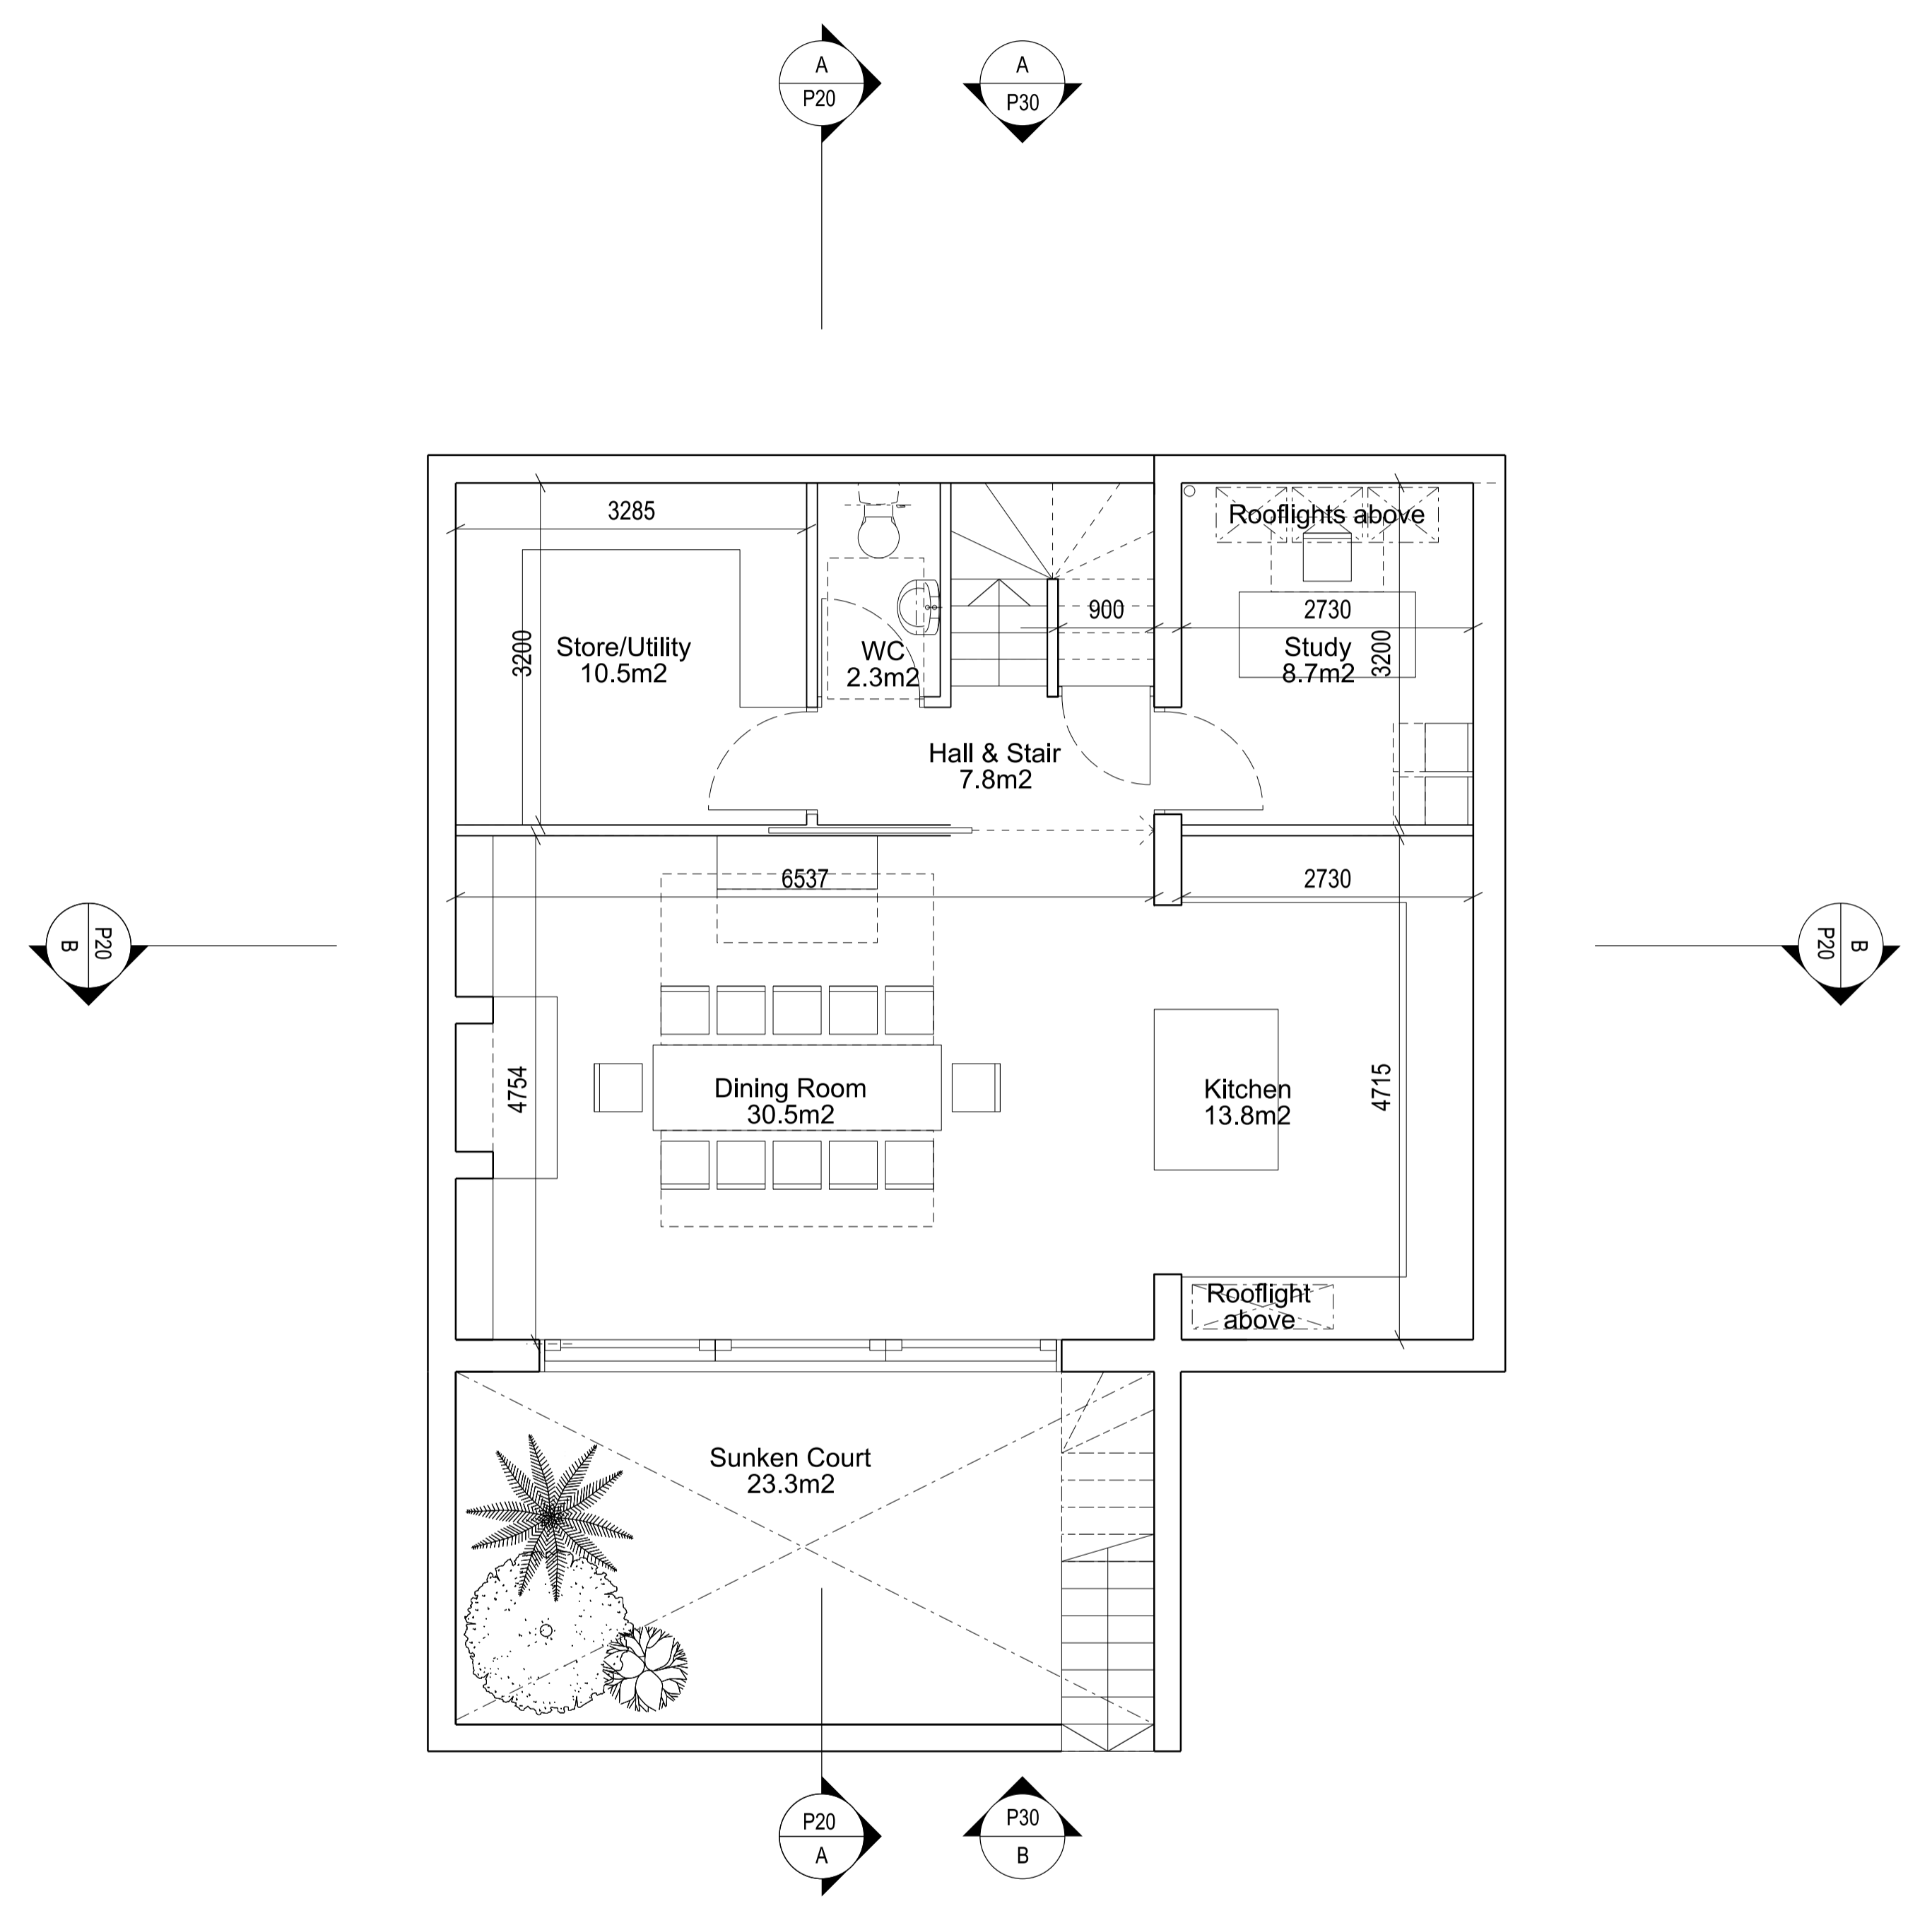 A
P20
A
P30
3285
Rooflights above
900
2730
3200
Store/Utility
10.5m2
WC
2.3m2
Study
8.7m2
3200
Hall & Stair
7.8m2
6537
2730
P20
B
B
P20
4754
Dining Room
30.5m2
Kitchen
13.8m2
4715
Rooflight
above
Sunken Court
23.3m2
P20
A
P30
B